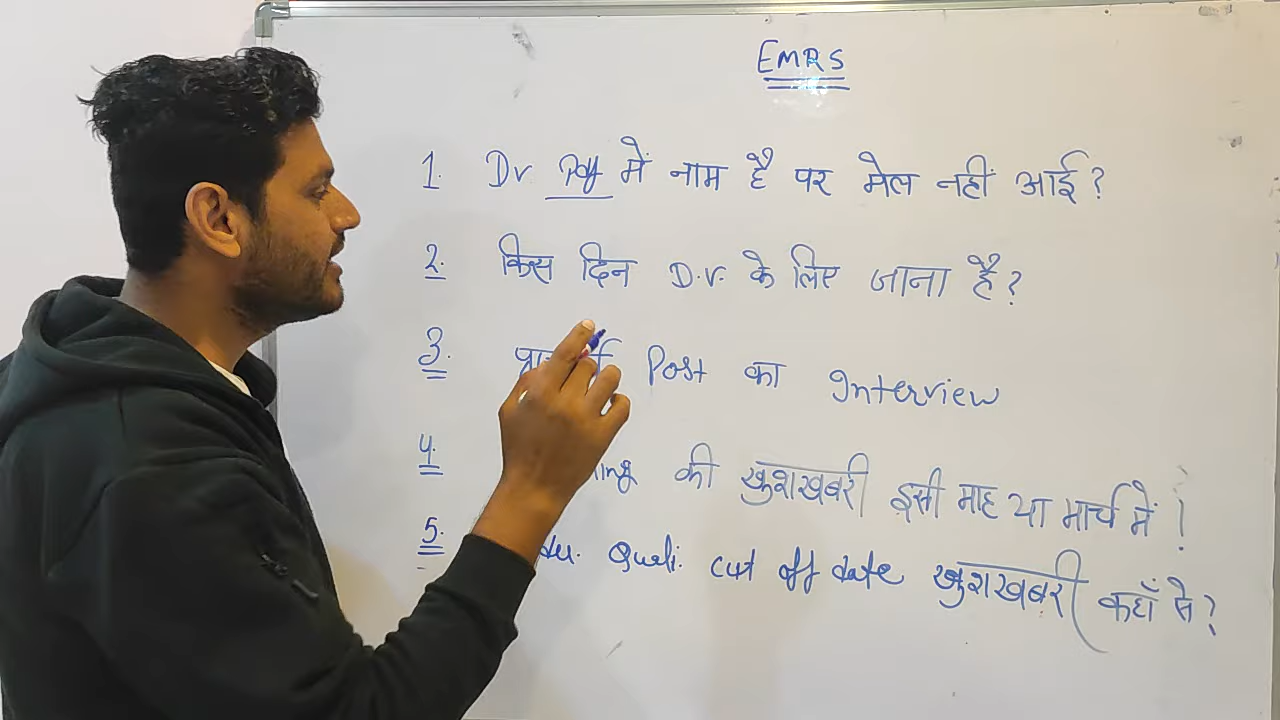 EMRS
1. Dv Pdf में नाम है पर मेल नहीं आई?
2. किस दिन D.V. के लिए जाना है?
3. Post का Interview
4. की खुशखबरी इसी माह या मार्च में!
5. Quali. cut off date खुशखबरी कहाँ से?